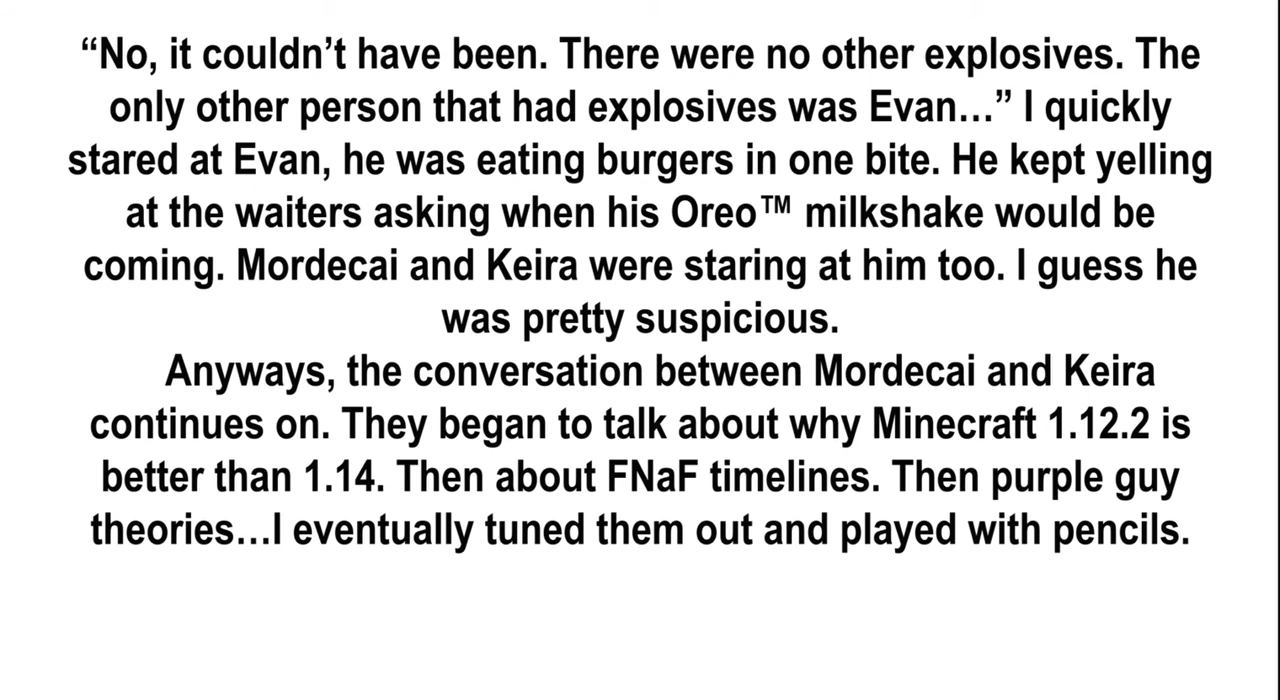 “No, it couldn’t have been. There were no other explosives. The
only other person that had explosives was Evan…” I quickly
stared at Evan, he was eating burgers in one bite. He kept yelling
at the waiters asking when his Oreo™ milkshake would be
coming. Mordecai and Keira were staring at him too. I guess he
was pretty suspicious.
Anyways, the conversation between Mordecai and Keira
continues on. They began to talk about why Minecraft 1.12.2 is
better than 1.14. Then about FNaF timelines. Then purple guy
theories…I eventually tuned them out and played with pencils.